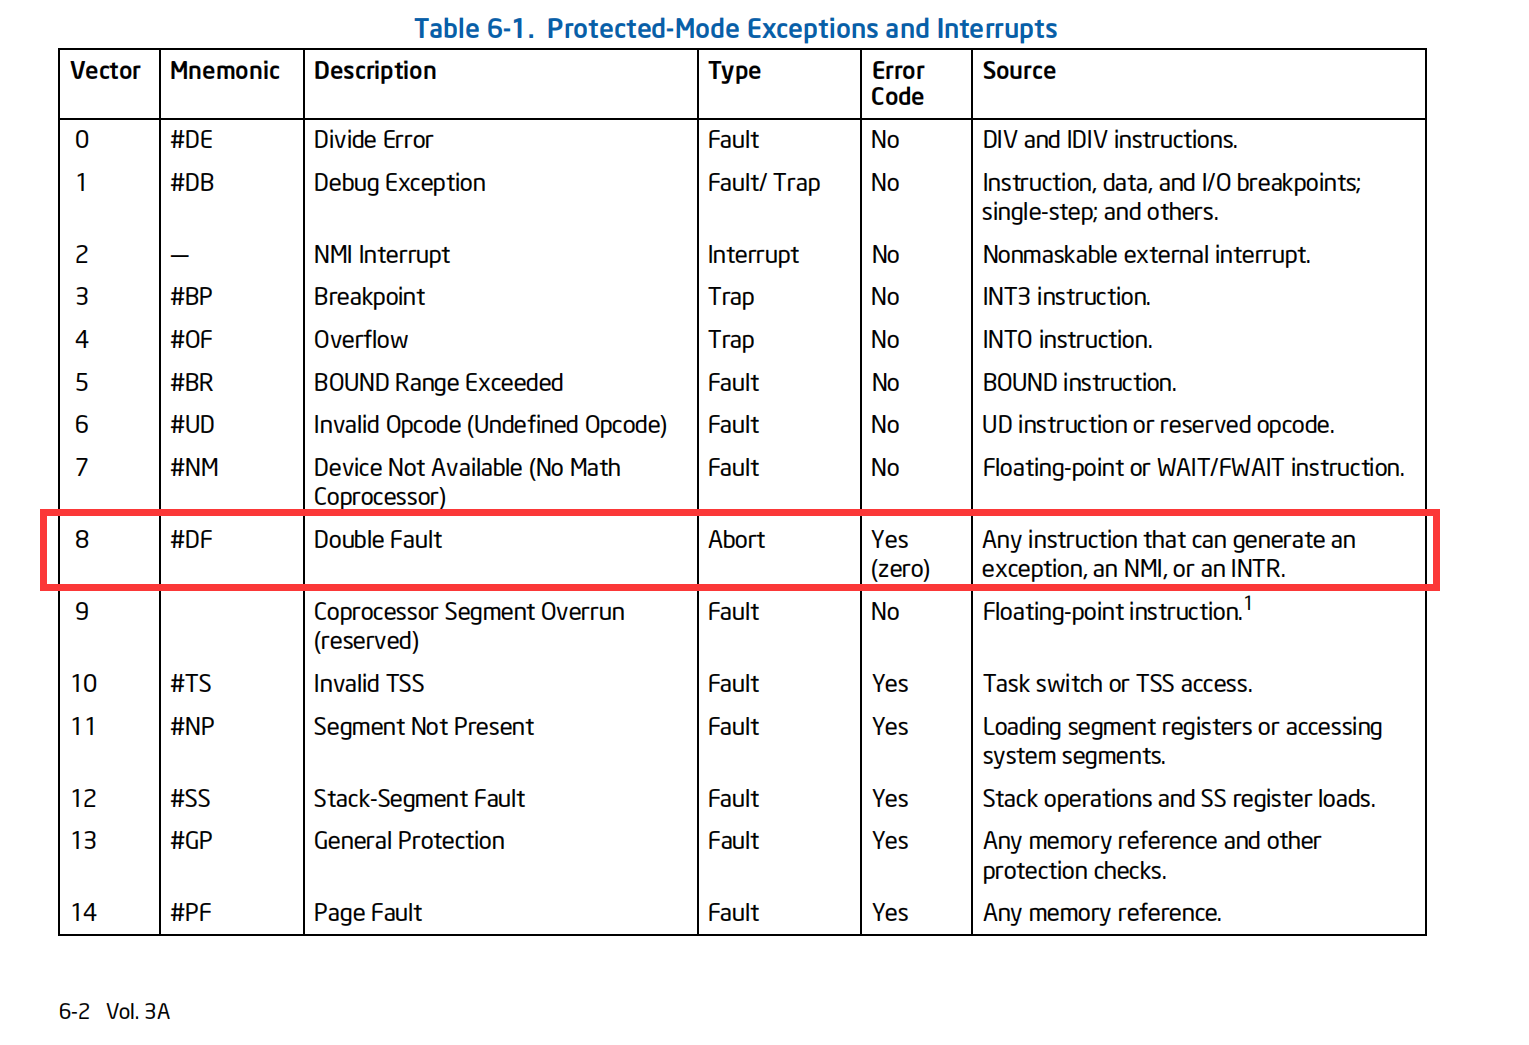 Table 6-1. Protected-Mode Exceptions and Interrupts
Vector Mnemonic Description Type Error Code Source
0 #DE Divide Error Fault No DIV and IDIV instructions.
1 #DB Debug Exception Fault/ Trap No Instruction, data, and I/O breakpoints;
single-step; and others.
2 — NMI Interrupt Interrupt No Nonmaskable external interrupt.
3 #BP Breakpoint Trap No INT3 instruction.
4 #OF Overflow Trap No INTO instruction.
5 #BR BOUND Range Exceeded Fault No BOUND instruction.
6 #UD Invalid Opcode (Undefined Opcode) Fault No UD instruction or reserved opcode.
7 #NM Device Not Available (No Math Fault No Floating-point or WAIT/FWAIT instruction.
Coprocessor)
8 #DF Double Fault Abort Yes Any instruction that can generate an
(zero) exception, an NMI, or an INTR.
9 Coprocessor Segment Overrun Fault No Floating-point instruction.1
(reserved)
10 #TS Invalid TSS Fault Yes Task switch or TSS access.
11 #NP Segment Not Present Fault Yes Loading segment registers or accessing
system segments.
12 #SS Stack-Segment Fault Fault Yes Stack operations and SS register loads.
13 #GP General Protection Fault Yes Any memory reference and other
protection checks.
14 #PF Page Fault Fault Yes Any memory reference.
6-2 Vol. 3A